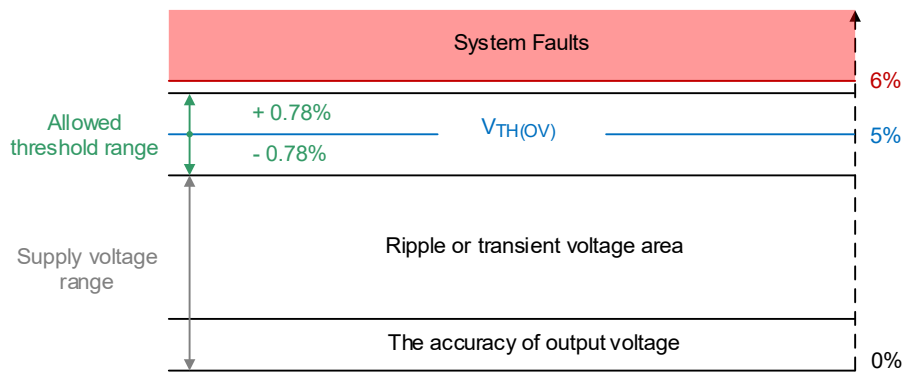 System Faults
6%
+ 0.78%
Allowed
threshold range
VTH(OV)
5%
- 0.78%
Supply voltage
range
Ripple or transient voltage area
The accuracy of output voltage
0%